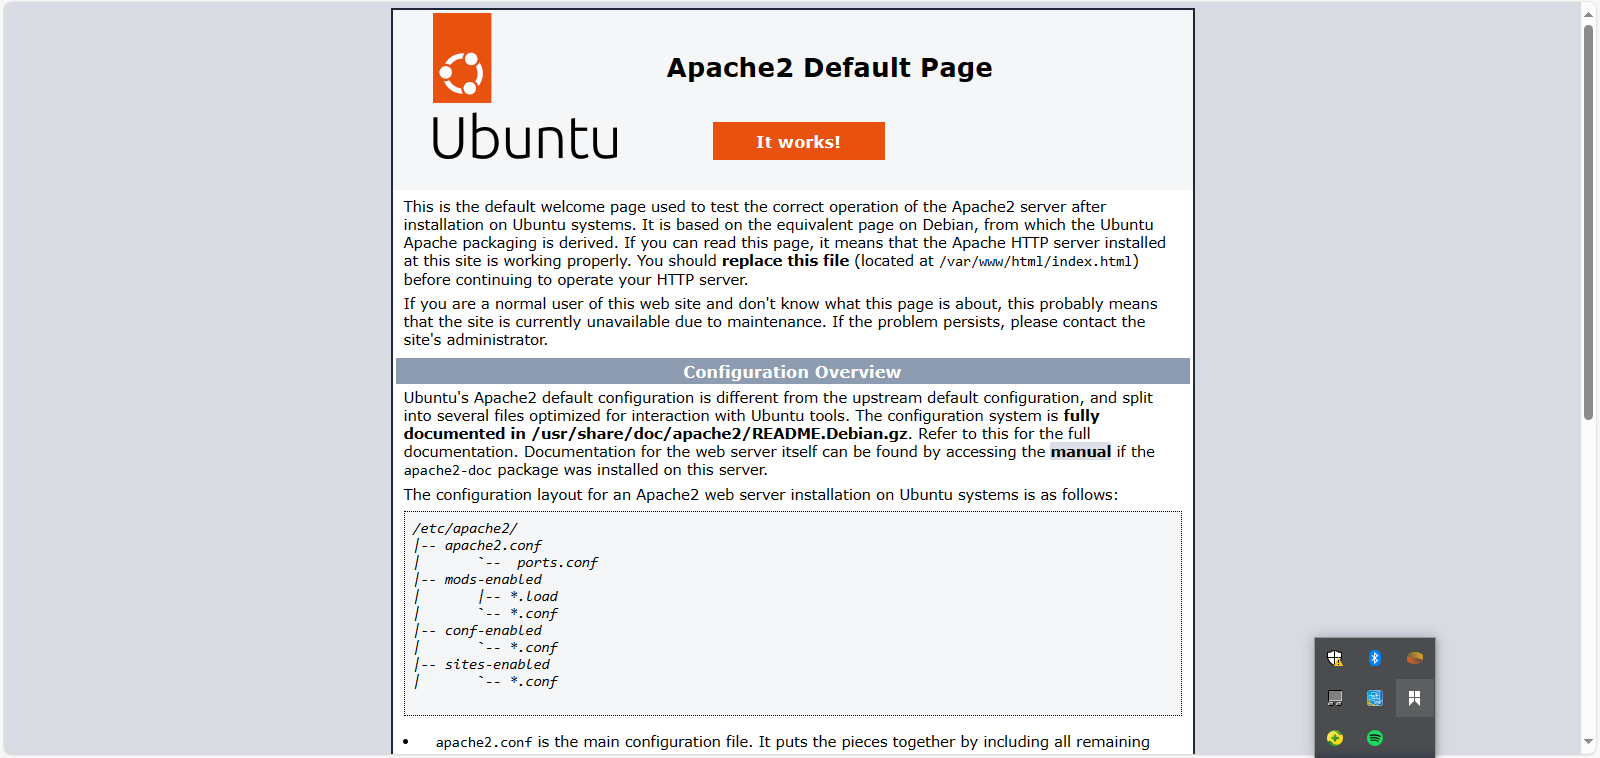 Apache2 Default Page
Ubuntu
It works!
This is the default welcome page used to test the correct operation of the Apache2 server after
installation on Ubuntu systems. It is based on the equivalent page on Debian, from which the Ubuntu
Apache packaging is derived. If you can read this page, it means that the Apache HTTP server installed
at this site is working properly. You should replace this file (located at /var/www/html/index.html)
before continuing to operate your HTTP server.
If you are a normal user of this web site and don't know what this page is about, this probably means
that the site is currently unavailable due to maintenance. If the problem persists, please contact the
site's administrator.
Configuration Overview
Ubuntu's Apache2 default configuration is different from the upstream default configuration, and split
into several files optimized for interaction with Ubuntu tools. The configuration system is fully
documented in /usr/share/doc/apache2/README.Debian.gz. Refer to this for the full
documentation. Documentation for the web server itself can be found by accessing the manual if the
apache2-doc package was installed on this server.
The configuration layout for an Apache2 web server installation on Ubuntu systems is as follows:
/etc/apache2/
|-- apache2.conf
|       `--  ports.conf
|-- mods-enabled
|       |-- *.load
|       `-- *.conf
|-- conf-enabled
|       `-- *.conf
|-- sites-enabled
|       `-- *.conf
• apache2.conf is the main configuration file. It puts the pieces together by including all remaining